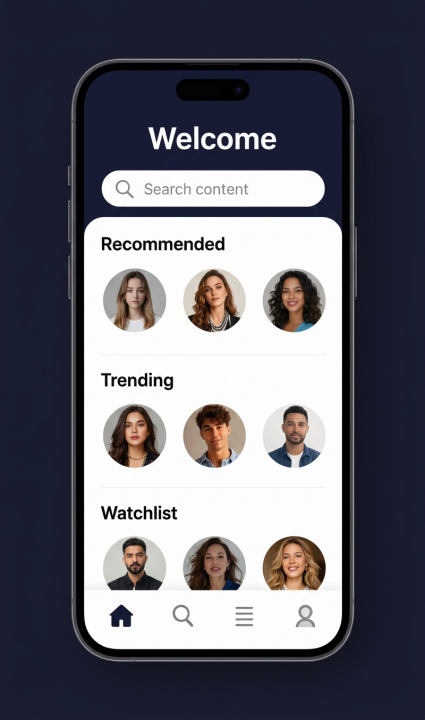 Welcome
Search content
Recommended
Trending
Watchlist